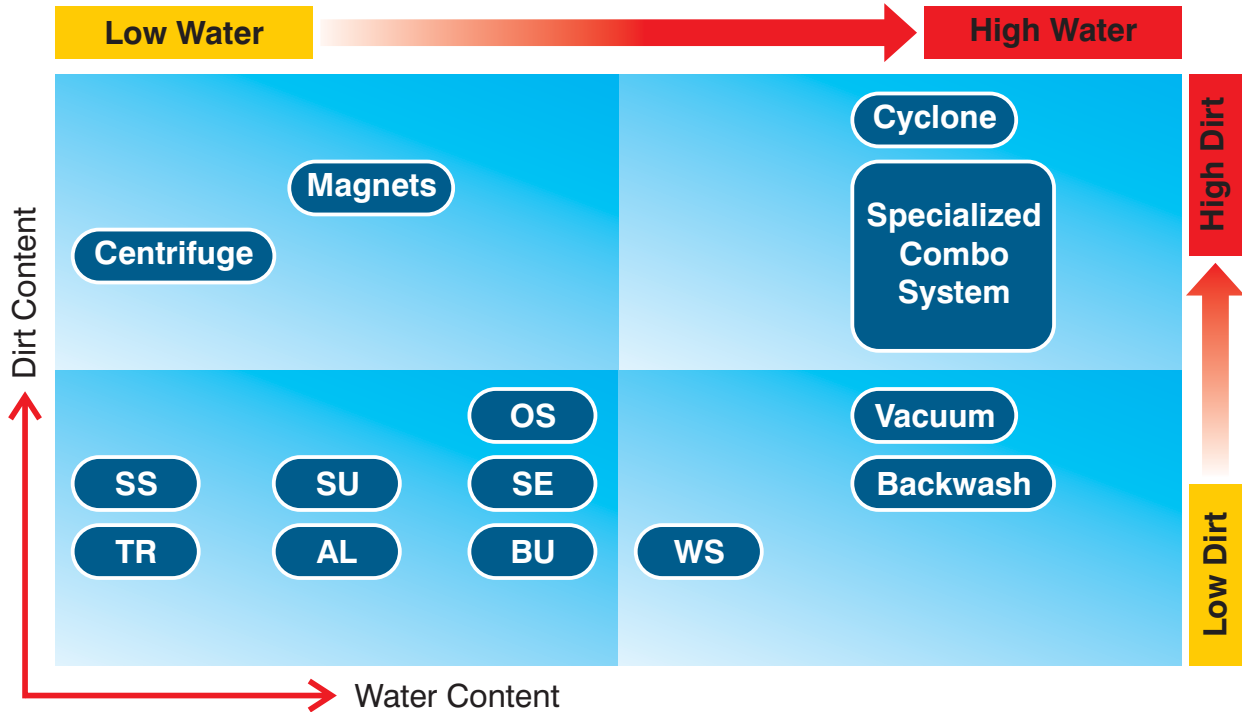 Low Water
High Water
High Dirt
Cyclone
Magnets
Specialized
Combo
System
Centrifuge
Dirt Content
OS
Vacuum
SS
SU
SE
Backwash
TR
AL
BU
WS
Low Dirt
Water Content